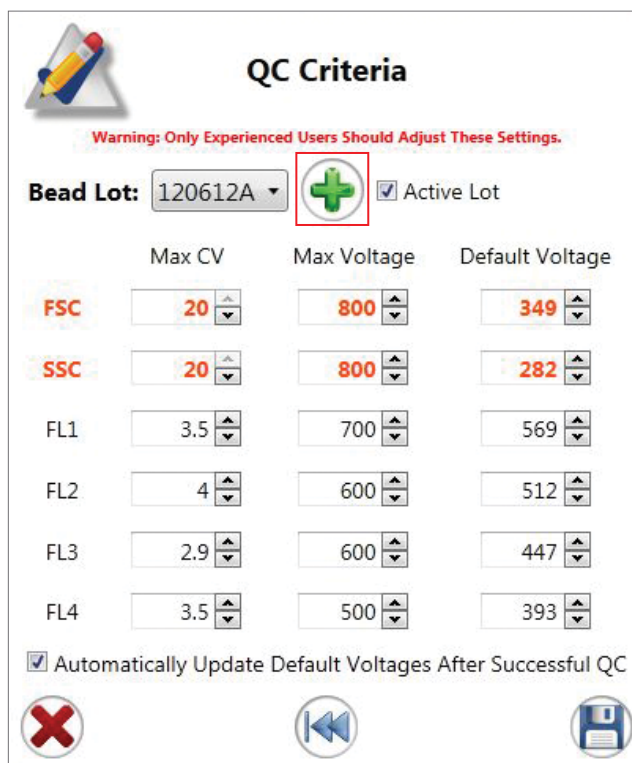 QC Criteria
Warning: Only Experienced Users Should Adjust These Settings.
Bead Lot: 120612A Active Lot
Max CV Max Voltage Default Voltage
FSC 20 800 349
SSC 20 800 282
FL1 3.5 700 569
FL2 4 600 512
FL3 2.9 600 447
FL4 3.5 500 393
Automatically Update Default Voltages After Successful QC